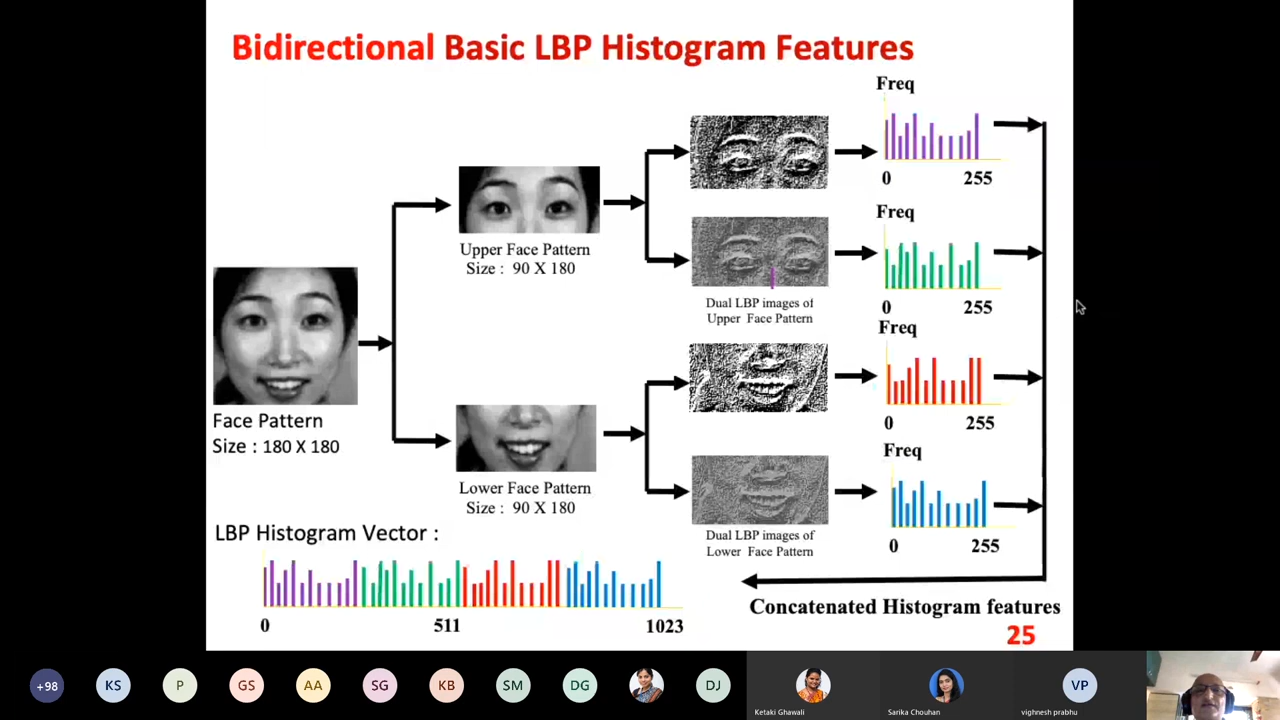 Bidirectional Basic LBP Histogram Features
Freq
0 255
Upper Face Pattern
Size : 90 X 180
Freq
Dual LBP images of
Upper Face Pattern
0 255
Freq
Face Pattern
Size : 180 X 180
0 255
Freq
Lower Face Pattern
Size : 90 X 180
Dual LBP images of
Lower Face Pattern
0 255
LBP Histogram Vector :
0 511 1023
Concatenated Histogram features
25
+98 KS P GS AA SG KB SM DG DJ VP
Ketaki Ghawali Sarika Chouhan vighnesh prabhu